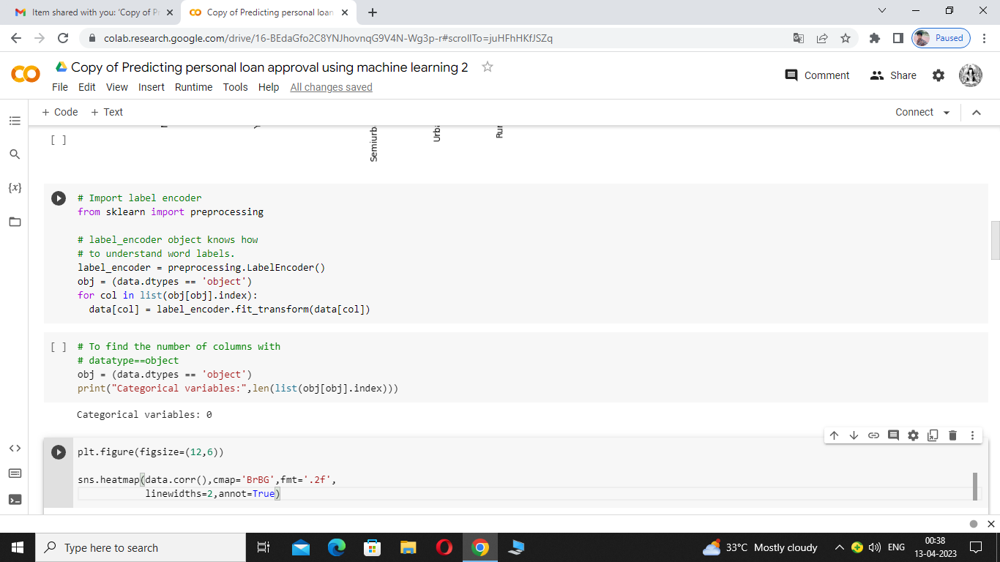 Item shared with you: 'Copy of Pr
Copy of Predicting personal loan
colab.research.google.com/drive/16-BEdaGfo2C8YNJhovnqG9V4N-Wg3p-r#scrollTo=juHFhHKfJSZq
Paused
Copy of Predicting personal loan approval using machine learning 2
Comment
Share
File Edit View Insert Runtime Tools Help All changes saved
+ Code + Text
Connect
[ ]
Semiurb
Urba
Rur
{x}
# Import label encoder
from sklearn import preprocessing
# label_encoder object knows how
# to understand word labels.
label_encoder = preprocessing.LabelEncoder()
obj = (data.dtypes == 'object')
for col in list(obj[obj].index):
  data[col] = label_encoder.fit_transform(data[col])
[ ] # To find the number of columns with
# datatype==object
obj = (data.dtypes == 'object')
print("Categorical variables:",len(list(obj[obj].index)))
Categorical variables: 0
plt.figure(figsize=(12,6))
sns.heatmap(data.corr(),cmap='BrBG',fmt='.2f',
            linewidths=2,annot=True)
Type here to search
33°C Mostly cloudy
ENG
00:38
13-04-2023